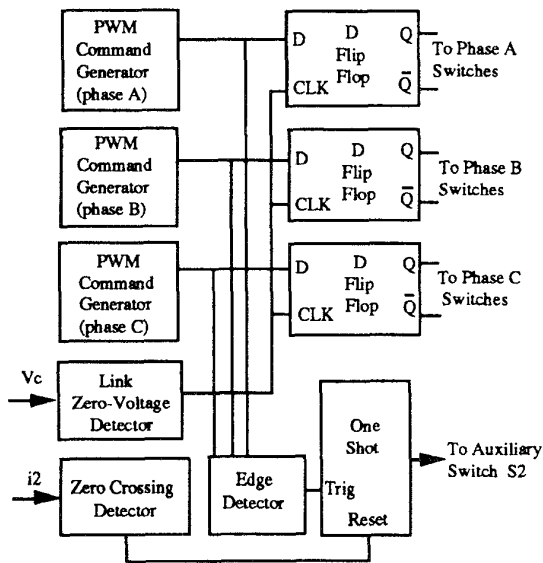 PWM
Command
Generator
(phase A)
D
D
Flip
Flop
Q
CLK
Q̅
To Phase A
Switches
PWM
Command
Generator
(phase B)
D
D
Flip
Flop
Q
CLK
Q̅
To Phase B
Switches
PWM
Command
Generator
(phase C)
D
D
Flip
Flop
Q
CLK
Q̅
To Phase C
Switches
Vc
Link
Zero-Voltage
Detector
i2
Zero Crossing
Detector
Edge
Detector
One
Shot
Trig
Reset
To Auxiliary
Switch S2